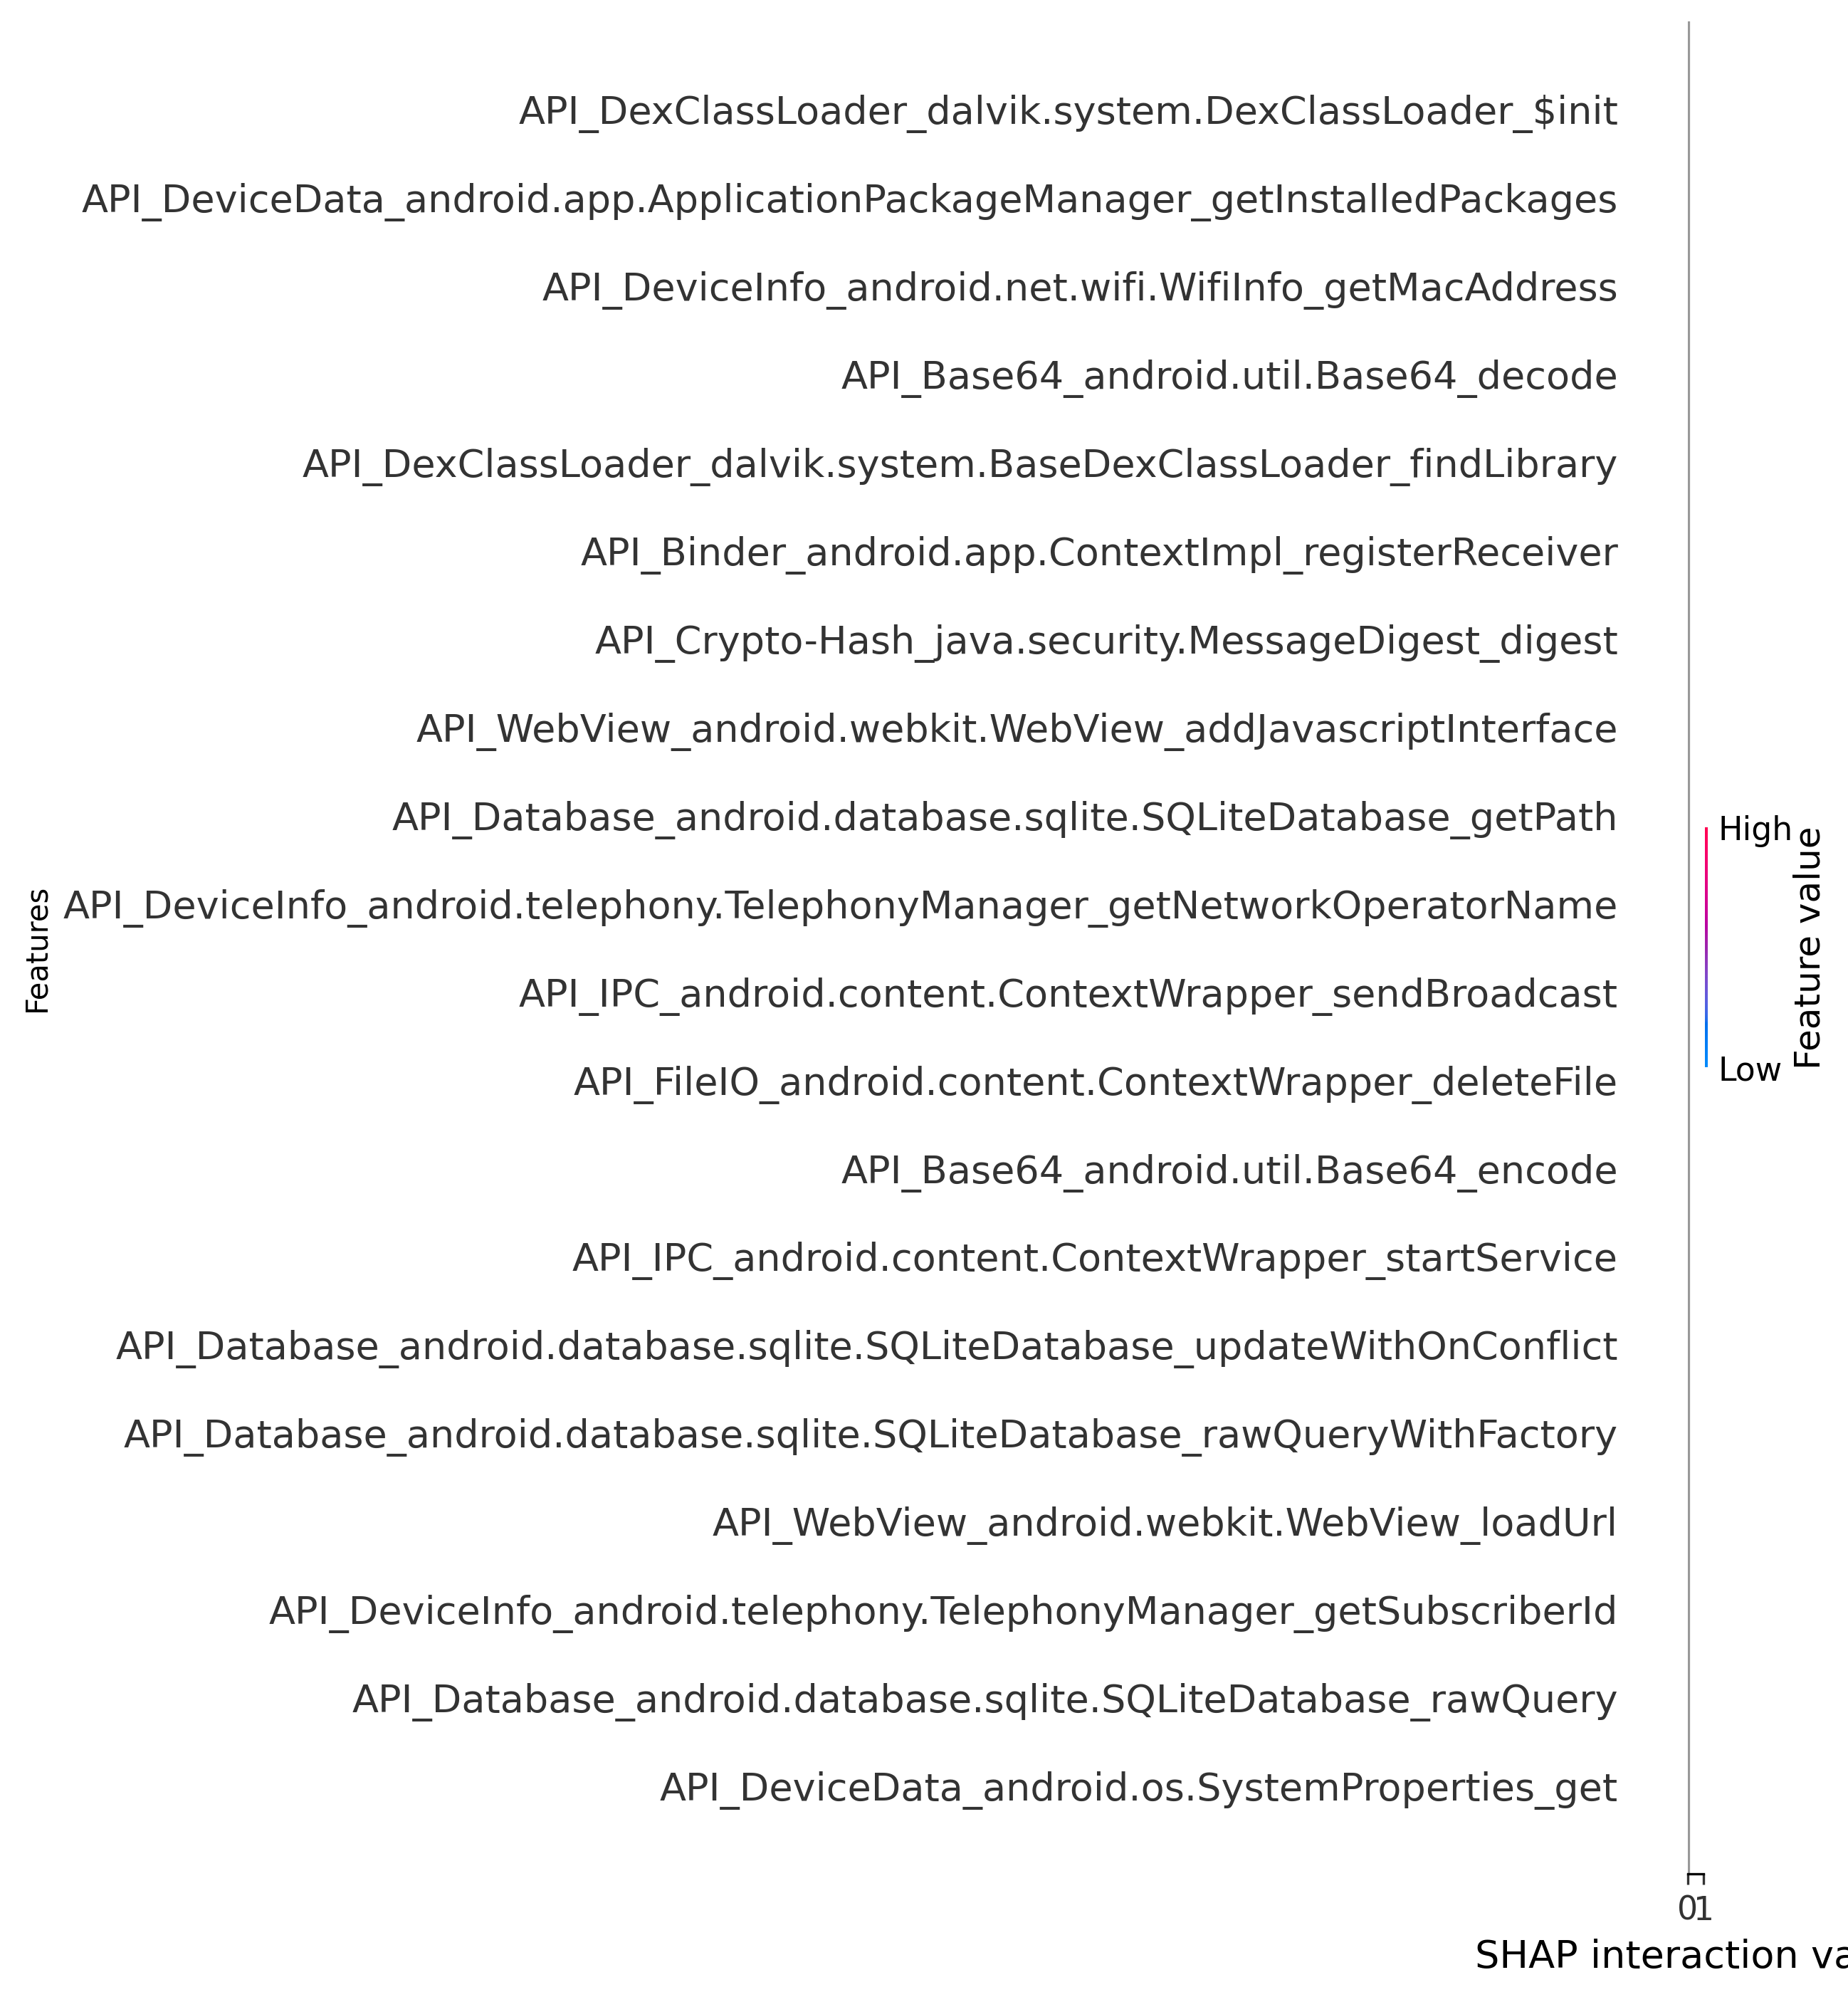 API_DexClassLoader_dalvik.system.DexClassLoader_$init
API_DeviceData_android.app.ApplicationPackageManager_getInstalledPackages
API_DeviceInfo_android.net.wifi.WifiInfo_getMacAddress
API_Base64_android.util.Base64_decode
API_DexClassLoader_dalvik.system.BaseDexClassLoader_findLibrary
API_Binder_android.app.ContextImpl_registerReceiver
API_Crypto-Hash_java.security.MessageDigest_digest
API_WebView_android.webkit.WebView_addJavascriptInterface
API_Database_android.database.sqlite.SQLiteDatabase_getPath
API_DeviceInfo_android.telephony.TelephonyManager_getNetworkOperatorName
API_IPC_android.content.ContextWrapper_sendBroadcast
API_FileIO_android.content.ContextWrapper_deleteFile
API_Base64_android.util.Base64_encode
API_IPC_android.content.ContextWrapper_startService
API_Database_android.database.sqlite.SQLiteDatabase_updateWithOnConflict
API_Database_android.database.sqlite.SQLiteDatabase_rawQueryWithFactory
API_WebView_android.webkit.WebView_loadUrl
API_DeviceInfo_android.telephony.TelephonyManager_getSubscriberId
API_Database_android.database.sqlite.SQLiteDatabase_rawQuery
API_DeviceData_android.os.SystemProperties_get
Features
High
Low
Feature value
0 1
SHAP interaction va